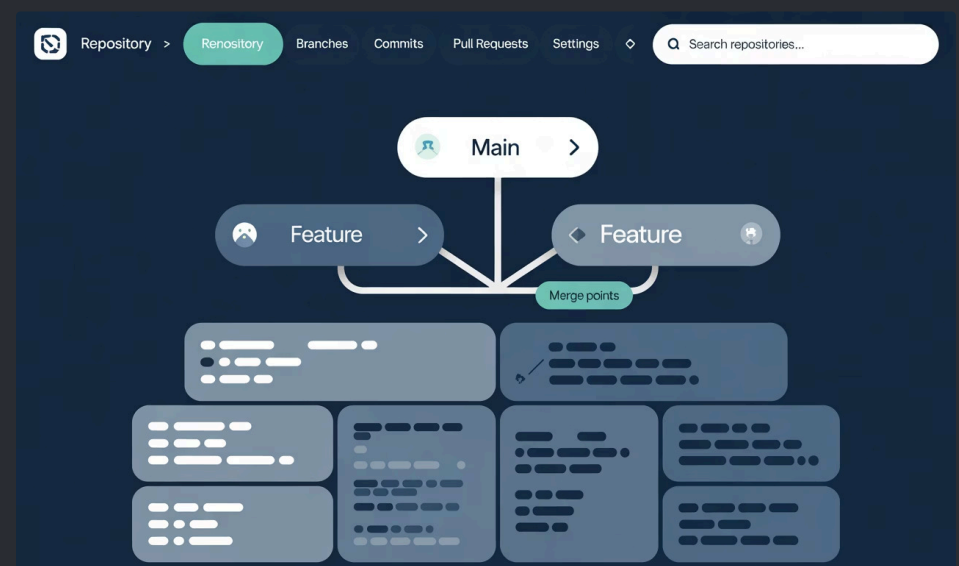 Repository >
Renository
Branches
Commits
Pull Requests
Settings
Search repositories...
Main
Feature
Feature
Merge points